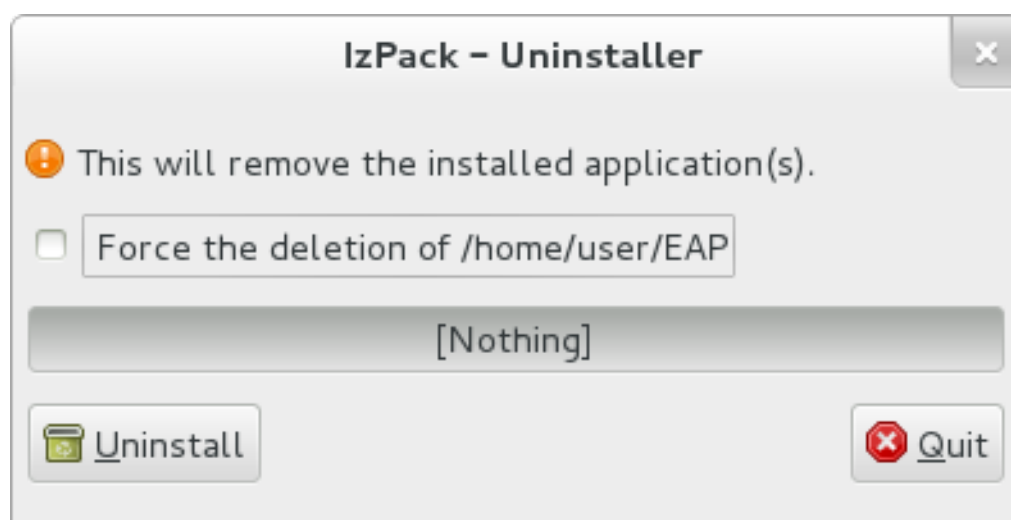 IzPack - Uninstaller
This will remove the installed application(s).
Force the deletion of /home/user/EAP
[Nothing]
Uninstall
Quit